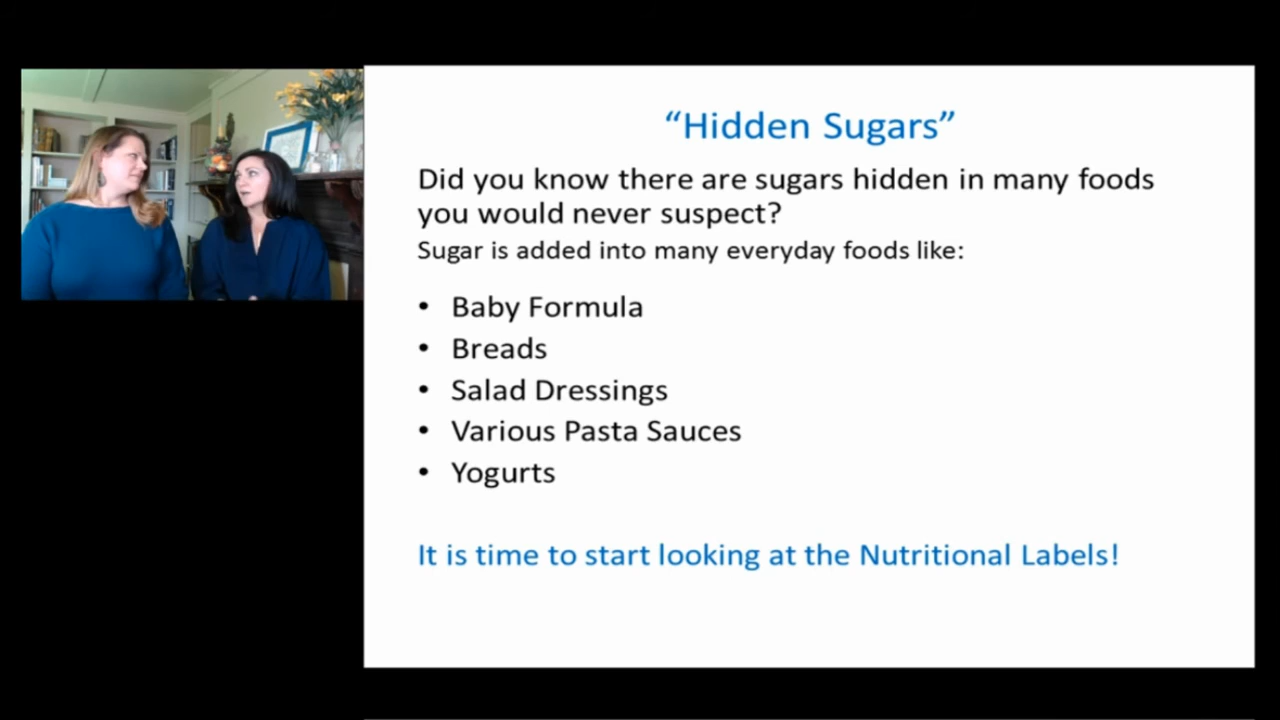 “Hidden Sugars”
Did you know there are sugars hidden in many foods
you would never suspect?
Sugar is added into many everyday foods like:
• Baby Formula
• Breads
• Salad Dressings
• Various Pasta Sauces
• Yogurts
It is time to start looking at the Nutritional Labels!